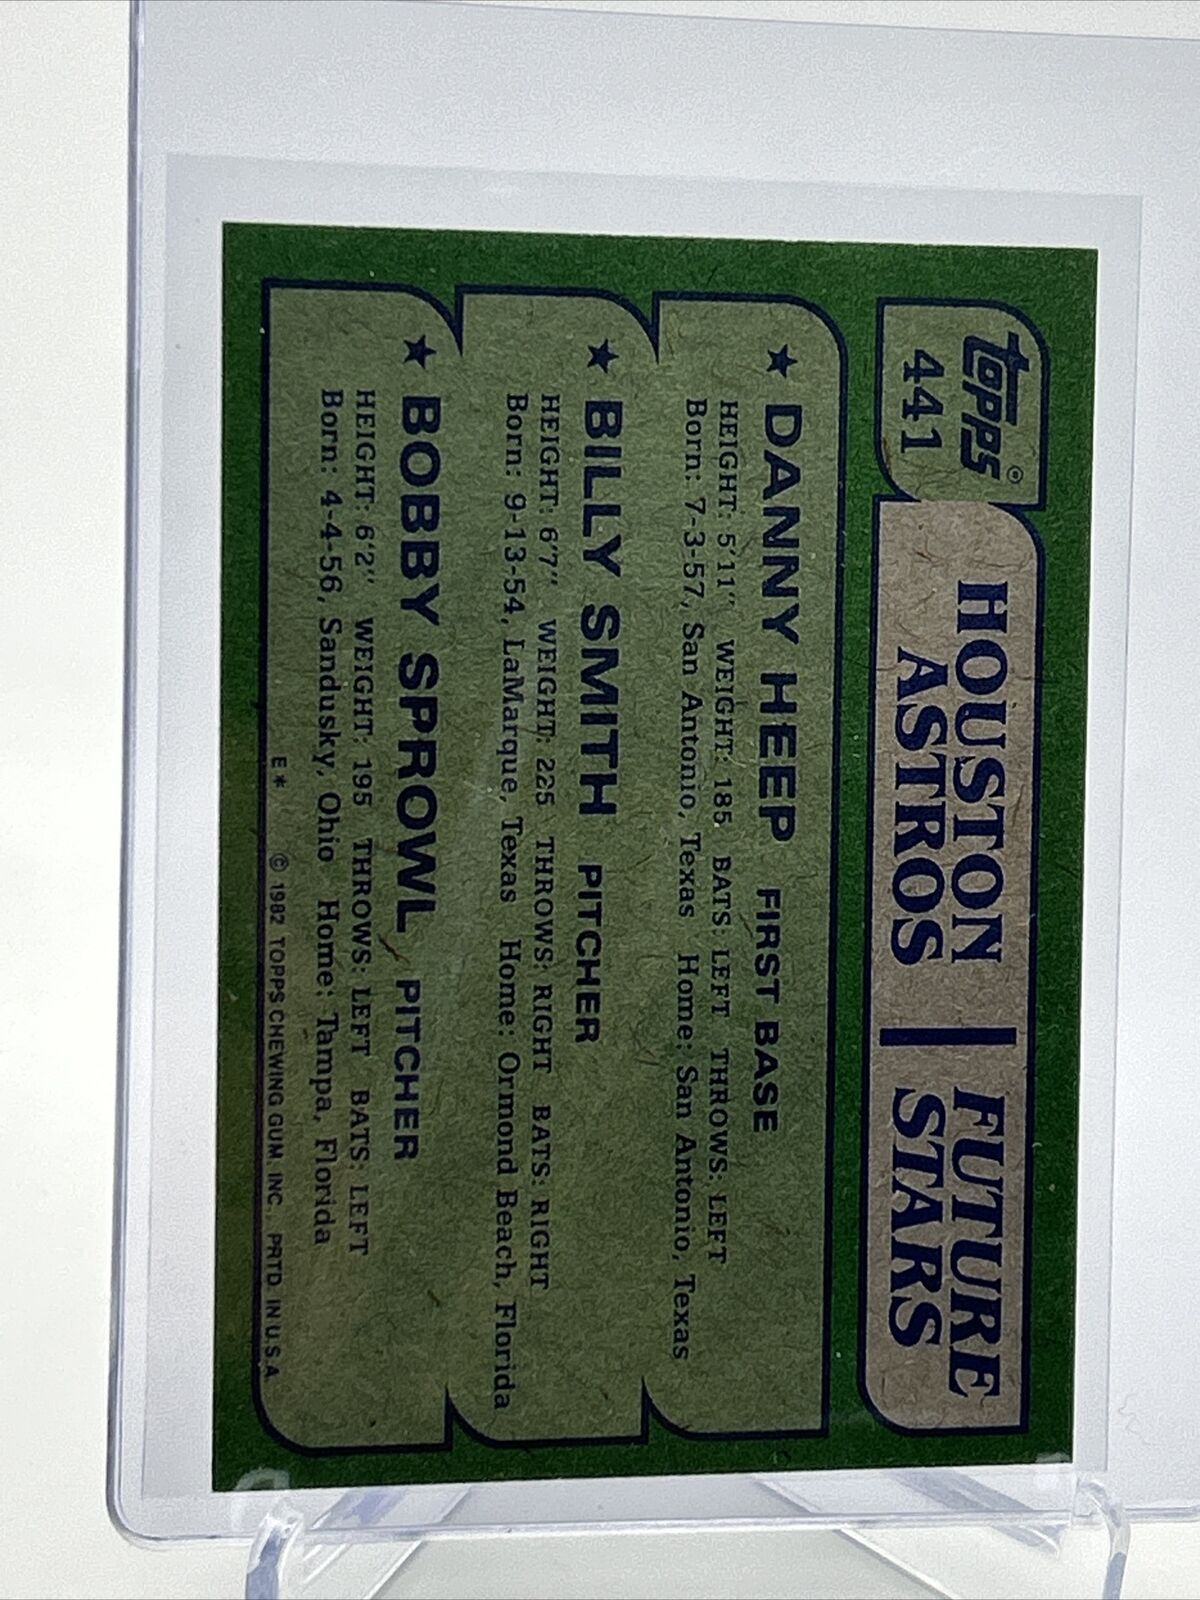 Topps®
441
HOUSTON
ASTROS
FUTURE
STARS
★ DANNY HEEP FIRST BASE
HEIGHT: 5'11" WEIGHT: 185 BATS: LEFT THROWS: LEFT
Born: 7-3-57, San Antonio, Texas Home: San Antonio, Texas
★ BILLY SMITH PITCHER
HEIGHT: 6'7" WEIGHT: 225 THROWS: RIGHT BATS: RIGHT
Born: 9-13-54, LaMarque, Texas Home: Ormond Beach, Florida
★ BOBBY SPROWL PITCHER
HEIGHT: 6'2" WEIGHT: 195 THROWS: LEFT BATS: LEFT
Born: 4-4-56, Sandusky, Ohio Home: Tampa, Florida
E* © 1982 TOPPS CHEWING GUM, INC., PRTD. IN U.S.A.